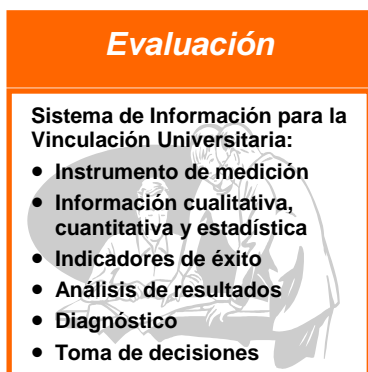 Evaluación
Sistema de Información para la
Vinculación Universitaria:
• Instrumento de medición
• Información cualitativa,
cuantitativa y estadística
• Indicadores de éxito
• Análisis de resultados
• Diagnóstico
• Toma de decisiones